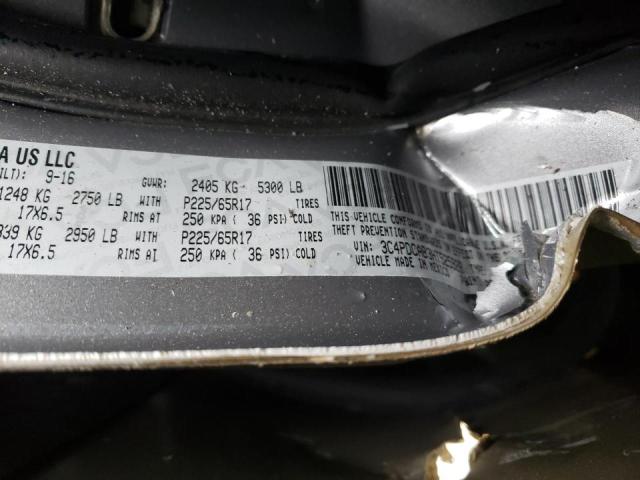 A US LLC
ILT): 9-16 GVWR: 2405 KG 5300 LB
1248 KG 2750 LB WITH P225/65R17 TIRES
17X6.5 RIMS AT 250 KPA ( 36 PSI) COLD
939 KG 2950 LB WITH P225/65R17 TIRES
17X6.5 RIMS AT 250 KPA ( 36 PSI) COLD
THIS VEHICLE
THEFT PREVENTION
VIN:
VEHICLE MADE IN MEXICO